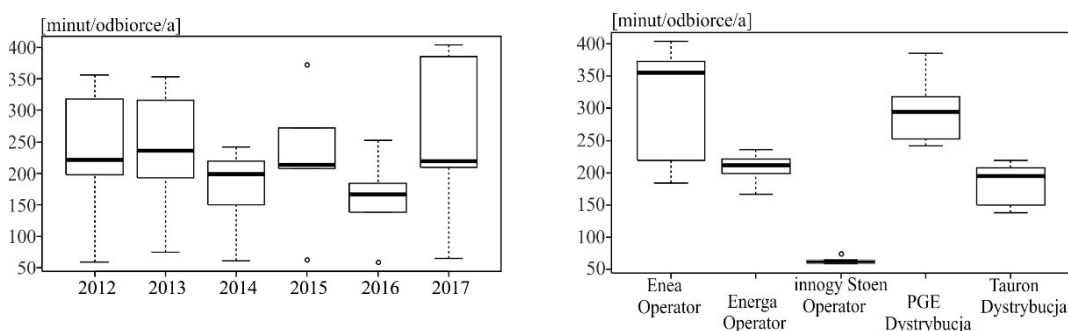 [minut/odbiorce/a]
400
350
300
250
200
150
100
50
2012 2013 2014 2015 2016 2017
[minut/odbiorce/a]
400
350
300
250
200
150
100
50
Enea
Operator
Energa
Operator
innogy Stoen
Operator
PGE
Dystrybucja
Tauron
Dystrybucja